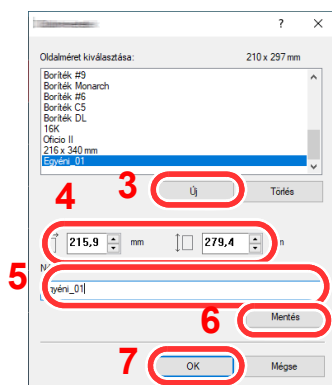 ? ×
Oldalméret kiválasztása: 210 x 297 mm
Boríték #9
Boríték Monarch
Boríték #6
Boríték C5
Boríték DL
16K
Oficio II
216 x 340 mm
Egyéni_01
3 Új Törlés
4
215,9 mm 279,4
5
gyéni_01
6 Mentés
7 OK Mégse